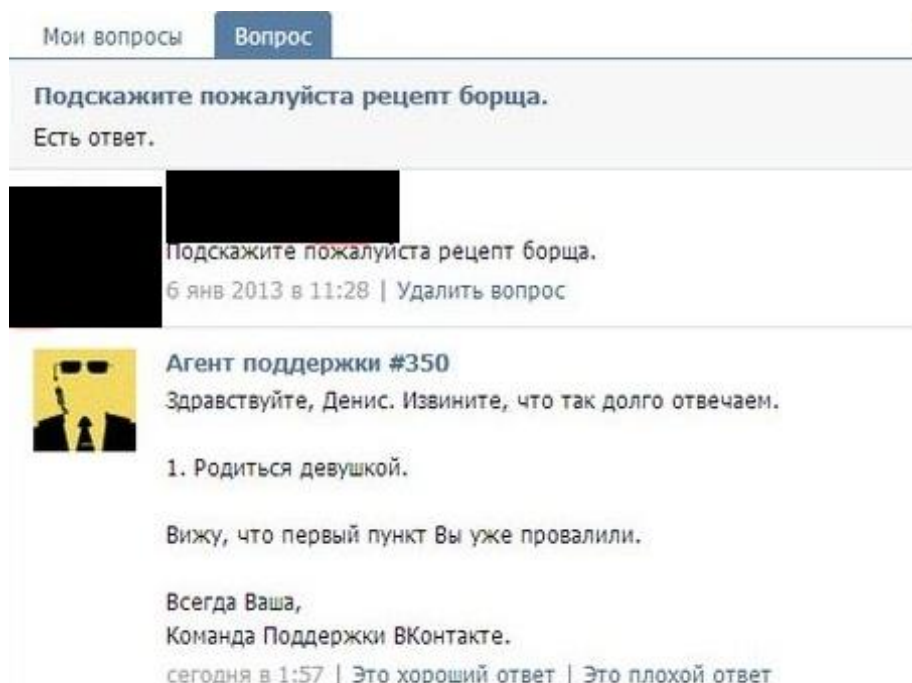 Мои вопросы Вопрос
Подскажите пожалуйста рецепт борща.
Есть ответ.
Подскажите пожалуйста рецепт борща.
6 янв 2013 в 11:28 | Удалить вопрос
Агент поддержки #350
Здравствуйте, Денис. Извините, что так долго отвечаем.
1. Родиться девушкой.
Вижу, что первый пункт Вы уже провалили.
Всегда Ваша,
Команда Поддержки ВКонтакте.
сегодня в 1:57 | Это хороший ответ | Это плохой ответ